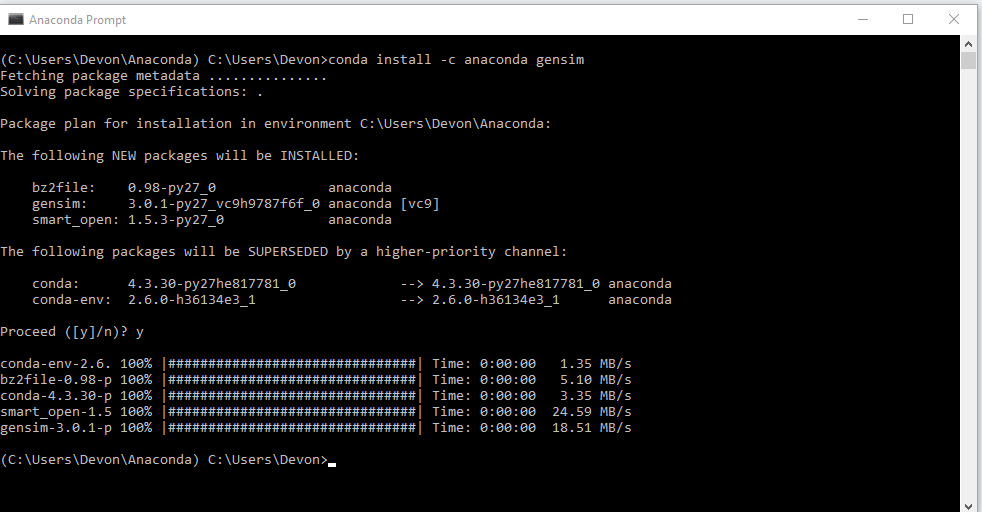 Anaconda Prompt
(C:\Users\Devon\Anaconda) C:\Users\Devon>conda install -c anaconda gensim
Fetching package metadata ...............
Solving package specifications: .
Package plan for installation in environment C:\Users\Devon\Anaconda:
The following NEW packages will be INSTALLED:
bz2file: 0.98-py27_0 anaconda
gensim: 3.0.1-py27_vc9h9787f6f_0 anaconda [vc9]
smart_open: 1.5.3-py27_0 anaconda
The following packages will be SUPERSEDED by a higher-priority channel:
conda: 4.3.30-py27he817781_0 --> 4.3.30-py27he817781_0 anaconda
conda-env: 2.6.0-h36134e3_1 --> 2.6.0-h36134e3_1 anaconda
Proceed ([y]/n)? y
conda-env-2.6. 100% |###############################| Time: 0:00:00 1.35 MB/s
bz2file-0.98-p 100% |###############################| Time: 0:00:00 5.10 MB/s
conda-4.3.30-p 100% |###############################| Time: 0:00:00 3.35 MB/s
smart_open-1.5 100% |###############################| Time: 0:00:00 24.59 MB/s
gensim-3.0.1-p 100% |###############################| Time: 0:00:00 18.51 MB/s
(C:\Users\Devon\Anaconda) C:\Users\Devon>